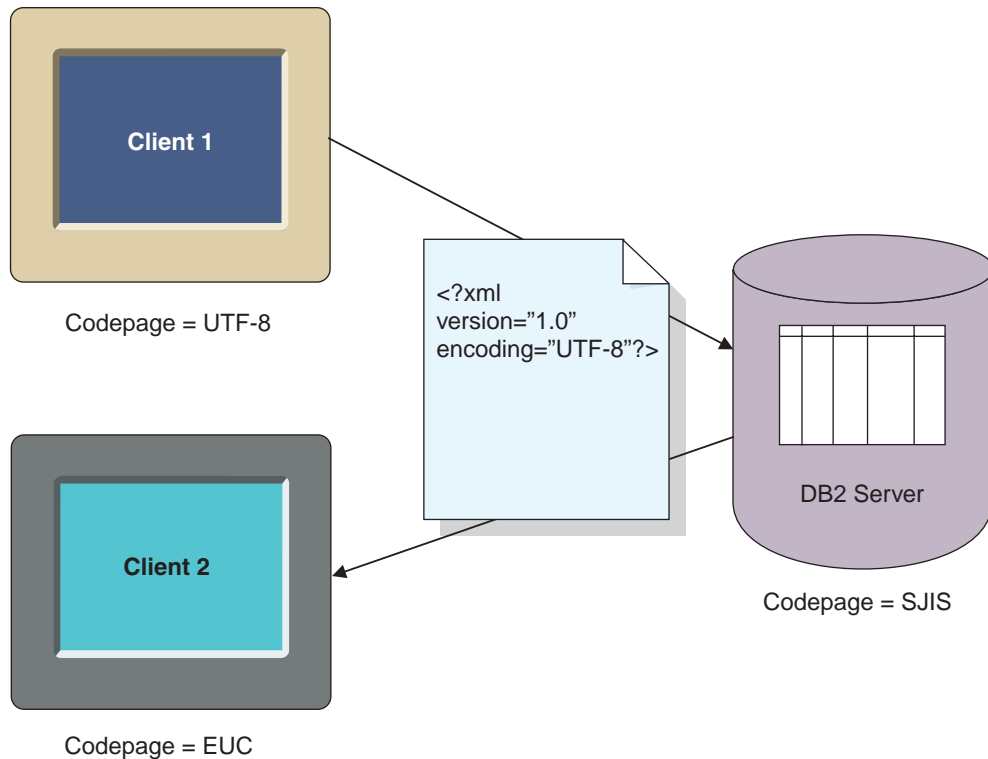 Client 1
Codepage = UTF-8
<?xml
version=”1.0”
encoding=”UTF-8”?>
DB2 Server
Codepage = SJIS
Client 2
Codepage = EUC